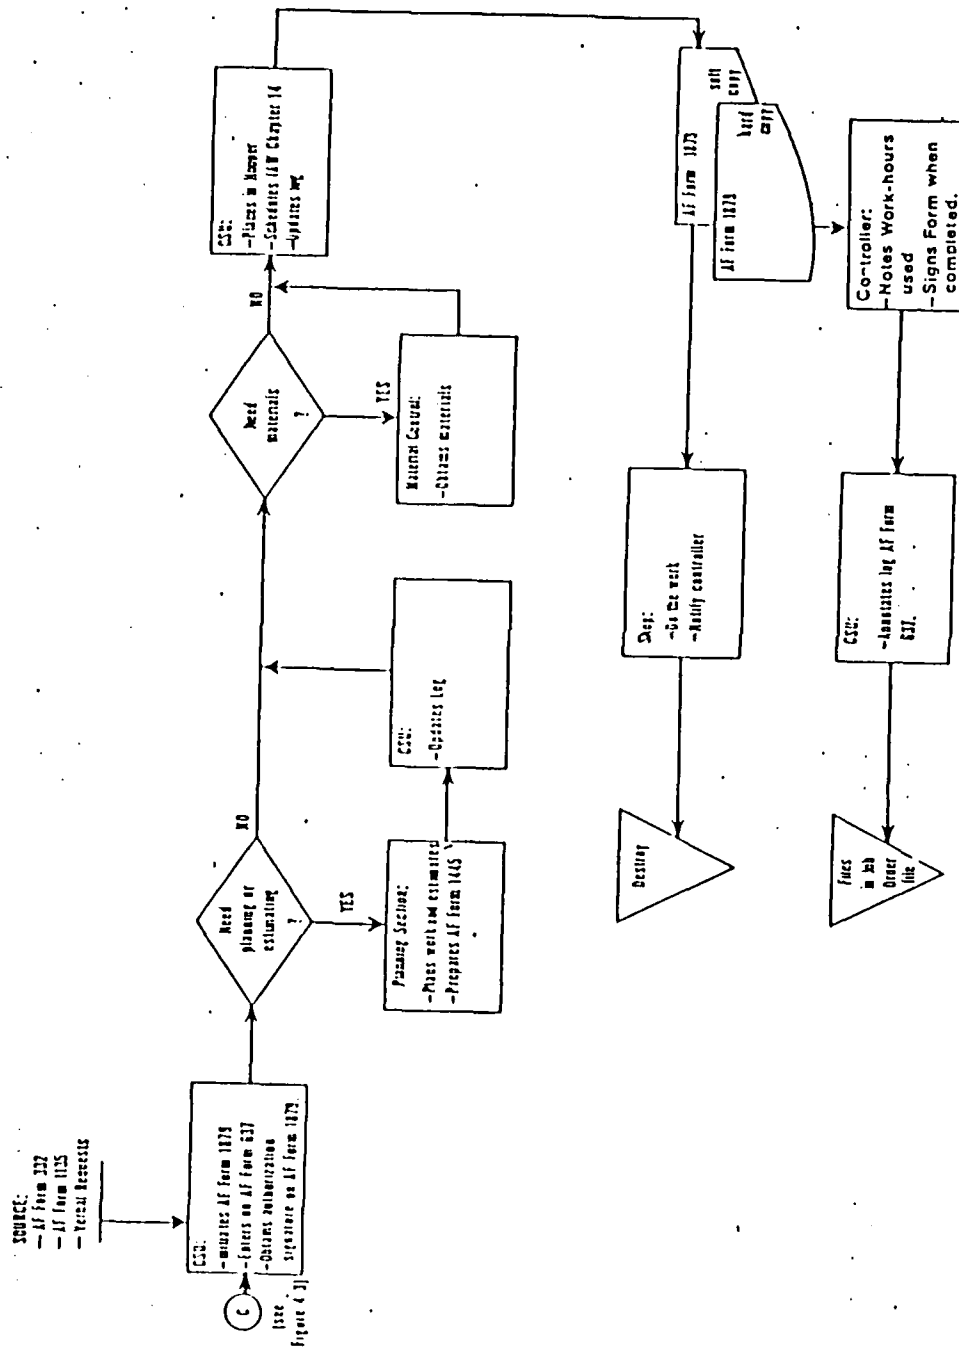 SOURCE:
— AF Form 332
— AF Form 1135
— Verbal Requests
C
[see
Figure 4.3]
CSU:
—Initiates AF Form 1879
—Enters on AF Form 637
—Obtains authorization
signature on AF Form 1879.
Need
planning or
estimating
?
NO
YES
Planning Section:
—Plans work and estimates
—Prepares AF Form 1445
CSU:
—Updates Log
Need
materials
?
NO
YES
Material Control:
—Obtains materials
CSU:
—Places in Hopper
—Schedules IAW Chapter 14
—Updates log
AF Form 1879
soft
copy
AF Form 1879
hard
copy
Shop:
—Do the work
—Notify controller
Destroy
Controller:
—Notes Work-hours
used
—Signs Form when
completed.
CSU:
—Annotates log AF Form
637.
Files
in Job
Order
file